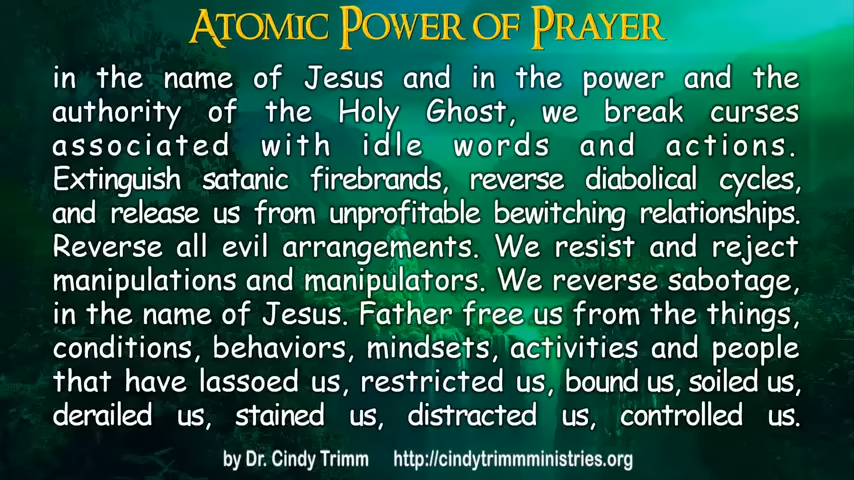 Atomic Power of Prayer
in the name of Jesus and in the power and the
authority of the Holy Ghost, we break curses
associated with idle words and actions.
Extinguish satanic firebrands, reverse diabolical cycles,
and release us from unprofitable bewitching relationships.
Reverse all evil arrangements. We resist and reject
manipulations and manipulators. We reverse sabotage,
in the name of Jesus. Father free us from the things,
conditions, behaviors, mindsets, activities and people
that have lassoed us, restricted us, bound us, soiled us,
derailed us, stained us, distracted us, controlled us.
by Dr. Cindy Trimm http://cindytrimmministries.org